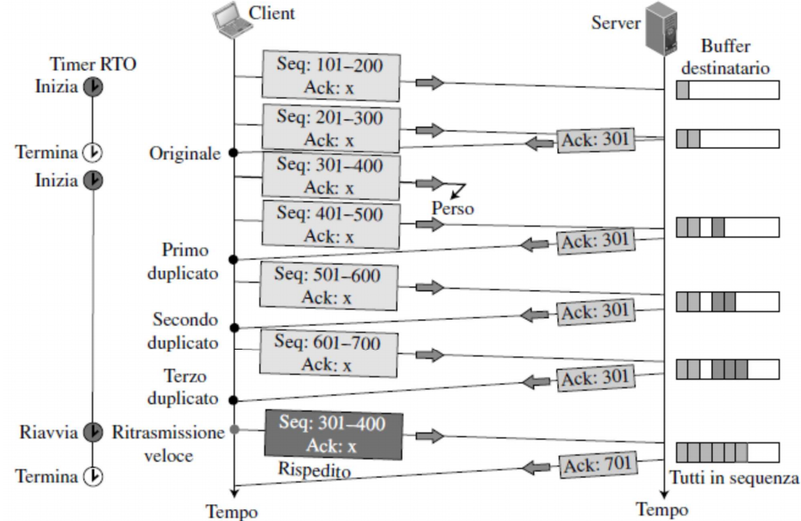 Client
Server
Buffer
destinatario
Timer RTO
Inizia
Seq: 101–200
Ack: x
Seq: 201–300
Ack: x
Ack: 301
Termina
Originale
Inizia
Seq: 301–400
Ack: x
Perso
Seq: 401–500
Ack: x
Ack: 301
Primo
duplicato
Seq: 501–600
Ack: x
Ack: 301
Secondo
duplicato
Seq: 601–700
Ack: x
Ack: 301
Terzo
duplicato
Riavvia
Ritrasmissione
veloce
Seq: 301–400
Ack: x
Rispedito
Ack: 701
Termina
Tutti in sequenza
Tempo
Tempo